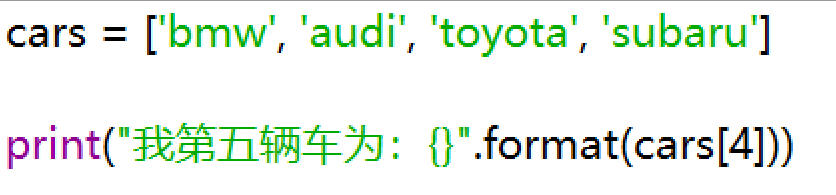 cars = ['bmw', 'audi', 'toyota', 'subaru']
print("我第五辆车为：{}".format(cars[4]))